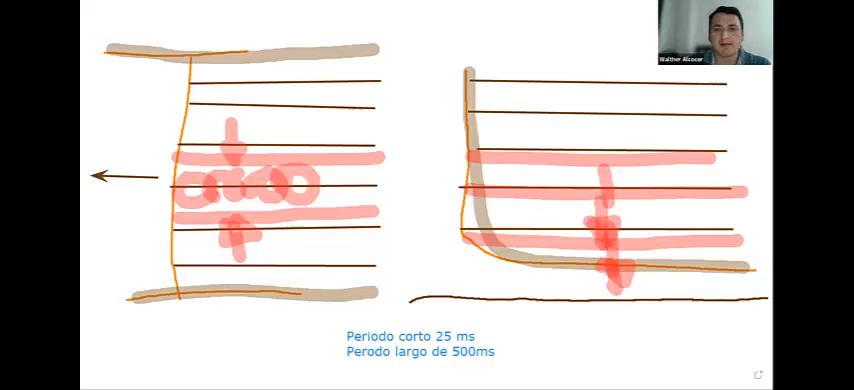 Walther Alcocer
Periodo corto 25 ms
Perodo largo de 500ms